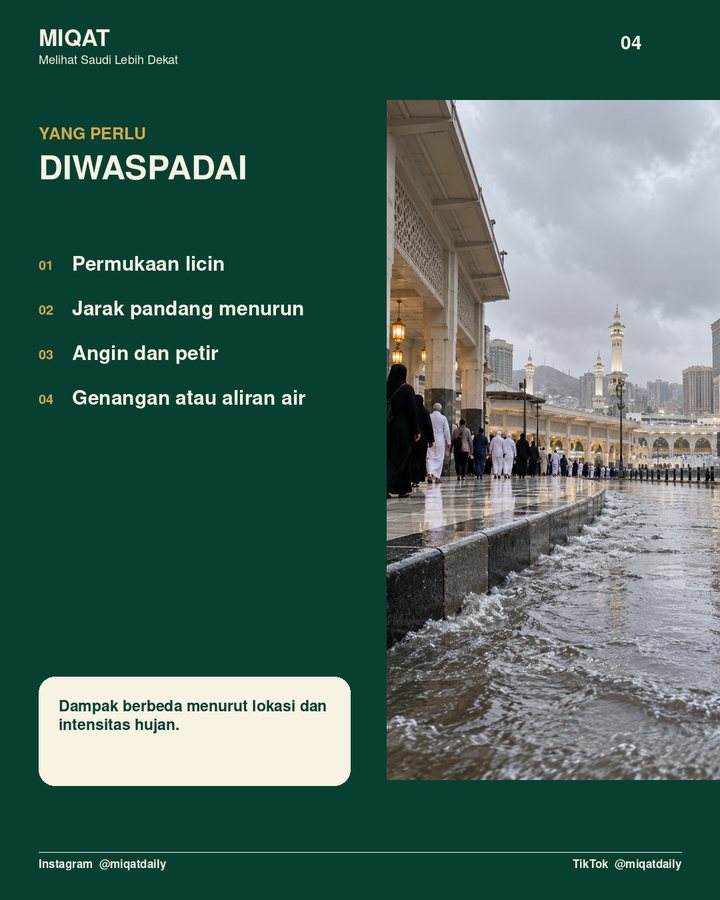 MIQAT
Melihat Saudi Lebih Dekat
04
YANG PERLU
DIWASPADAI
01 Permukaan licin
02 Jarak pandang menurun
03 Angin dan petir
04 Genangan atau aliran air
Dampak berbeda menurut lokasi dan
intensitas hujan.
Instagram @miqatdaily
TikTok @miqatdaily